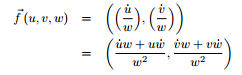 f⃗ (u, v, w) = ( ( u̇ / w ), ( v̇ / w ) )
= ( u̇w + uẇ / w² , v̇w + vẇ / w² )